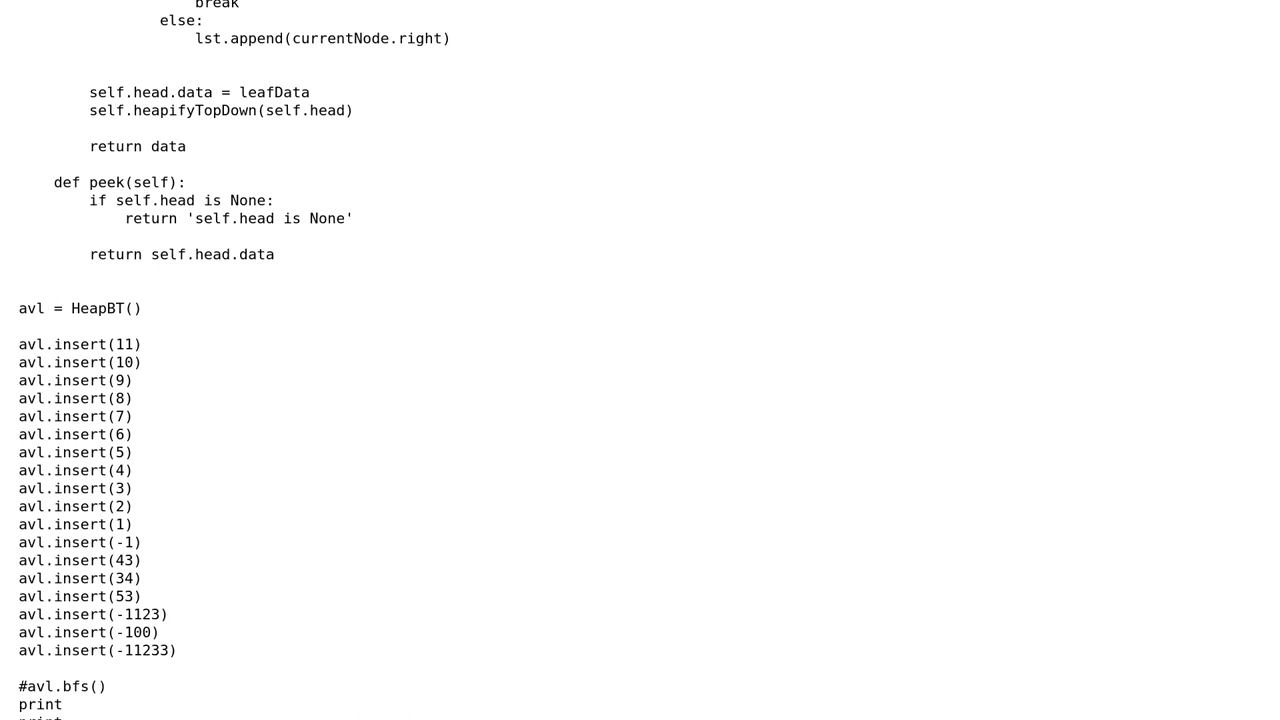 break
                else:
                    lst.append(currentNode.right)

        self.head.data = leafData
        self.heapifyTopDown(self.head)

        return data

    def peek(self):
        if self.head is None:
            return 'self.head is None'

        return self.head.data

avl = HeapBT()

avl.insert(11)
avl.insert(10)
avl.insert(9)
avl.insert(8)
avl.insert(7)
avl.insert(6)
avl.insert(5)
avl.insert(4)
avl.insert(3)
avl.insert(2)
avl.insert(1)
avl.insert(-1)
avl.insert(43)
avl.insert(34)
avl.insert(53)
avl.insert(-1123)
avl.insert(-100)
avl.insert(-11233)

#avl.bfs()
print
print